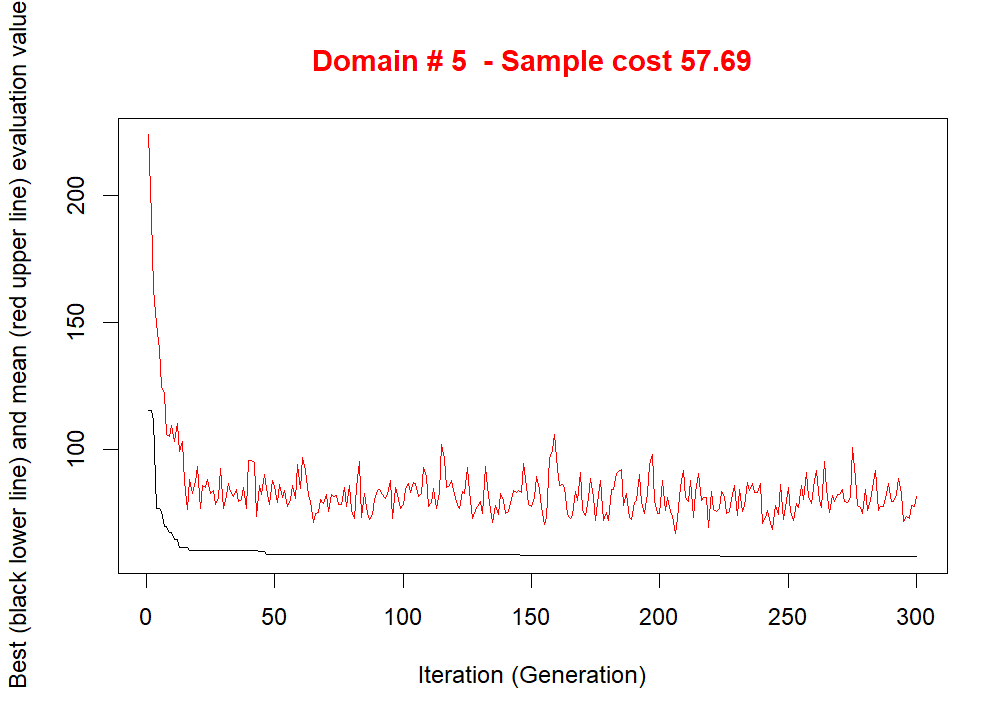 Domain # 5  - Sample cost 57.69
Best (black lower line) and mean (red upper line) evaluation value
200
150
100
0 50 100 150 200 250 300
Iteration (Generation)